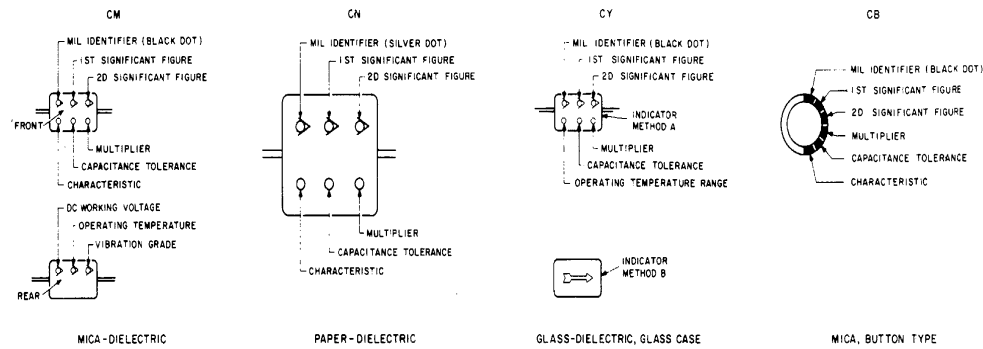 CM
MIL IDENTIFIER (BLACK DOT)
1ST SIGNIFICANT FIGURE
2D SIGNIFICANT FIGURE
FRONT
MULTIPLIER
CAPACITANCE TOLERANCE
CHARACTERISTIC
DC WORKING VOLTAGE
OPERATING TEMPERATURE
VIBRATION GRADE
REAR
MICA-DIELECTRIC
CN
MIL IDENTIFIER (SILVER DOT)
1ST SIGNIFICANT FIGURE
2D SIGNIFICANT FIGURE
MULTIPLIER
CAPACITANCE TOLERANCE
CHARACTERISTIC
PAPER-DIELECTRIC
CY
MIL IDENTIFIER (BLACK DOT)
1ST SIGNIFICANT FIGURE
2D SIGNIFICANT FIGURE
INDICATOR
METHOD A
MULTIPLIER
CAPACITANCE TOLERANCE
OPERATING TEMPERATURE RANGE
INDICATOR
METHOD B
GLASS-DIELECTRIC, GLASS CASE
CB
MIL IDENTIFIER (BLACK DOT)
1ST SIGNIFICANT FIGURE
2D SIGNIFICANT FIGURE
MULTIPLIER
CAPACITANCE TOLERANCE
CHARACTERISTIC
MICA, BUTTON TYPE